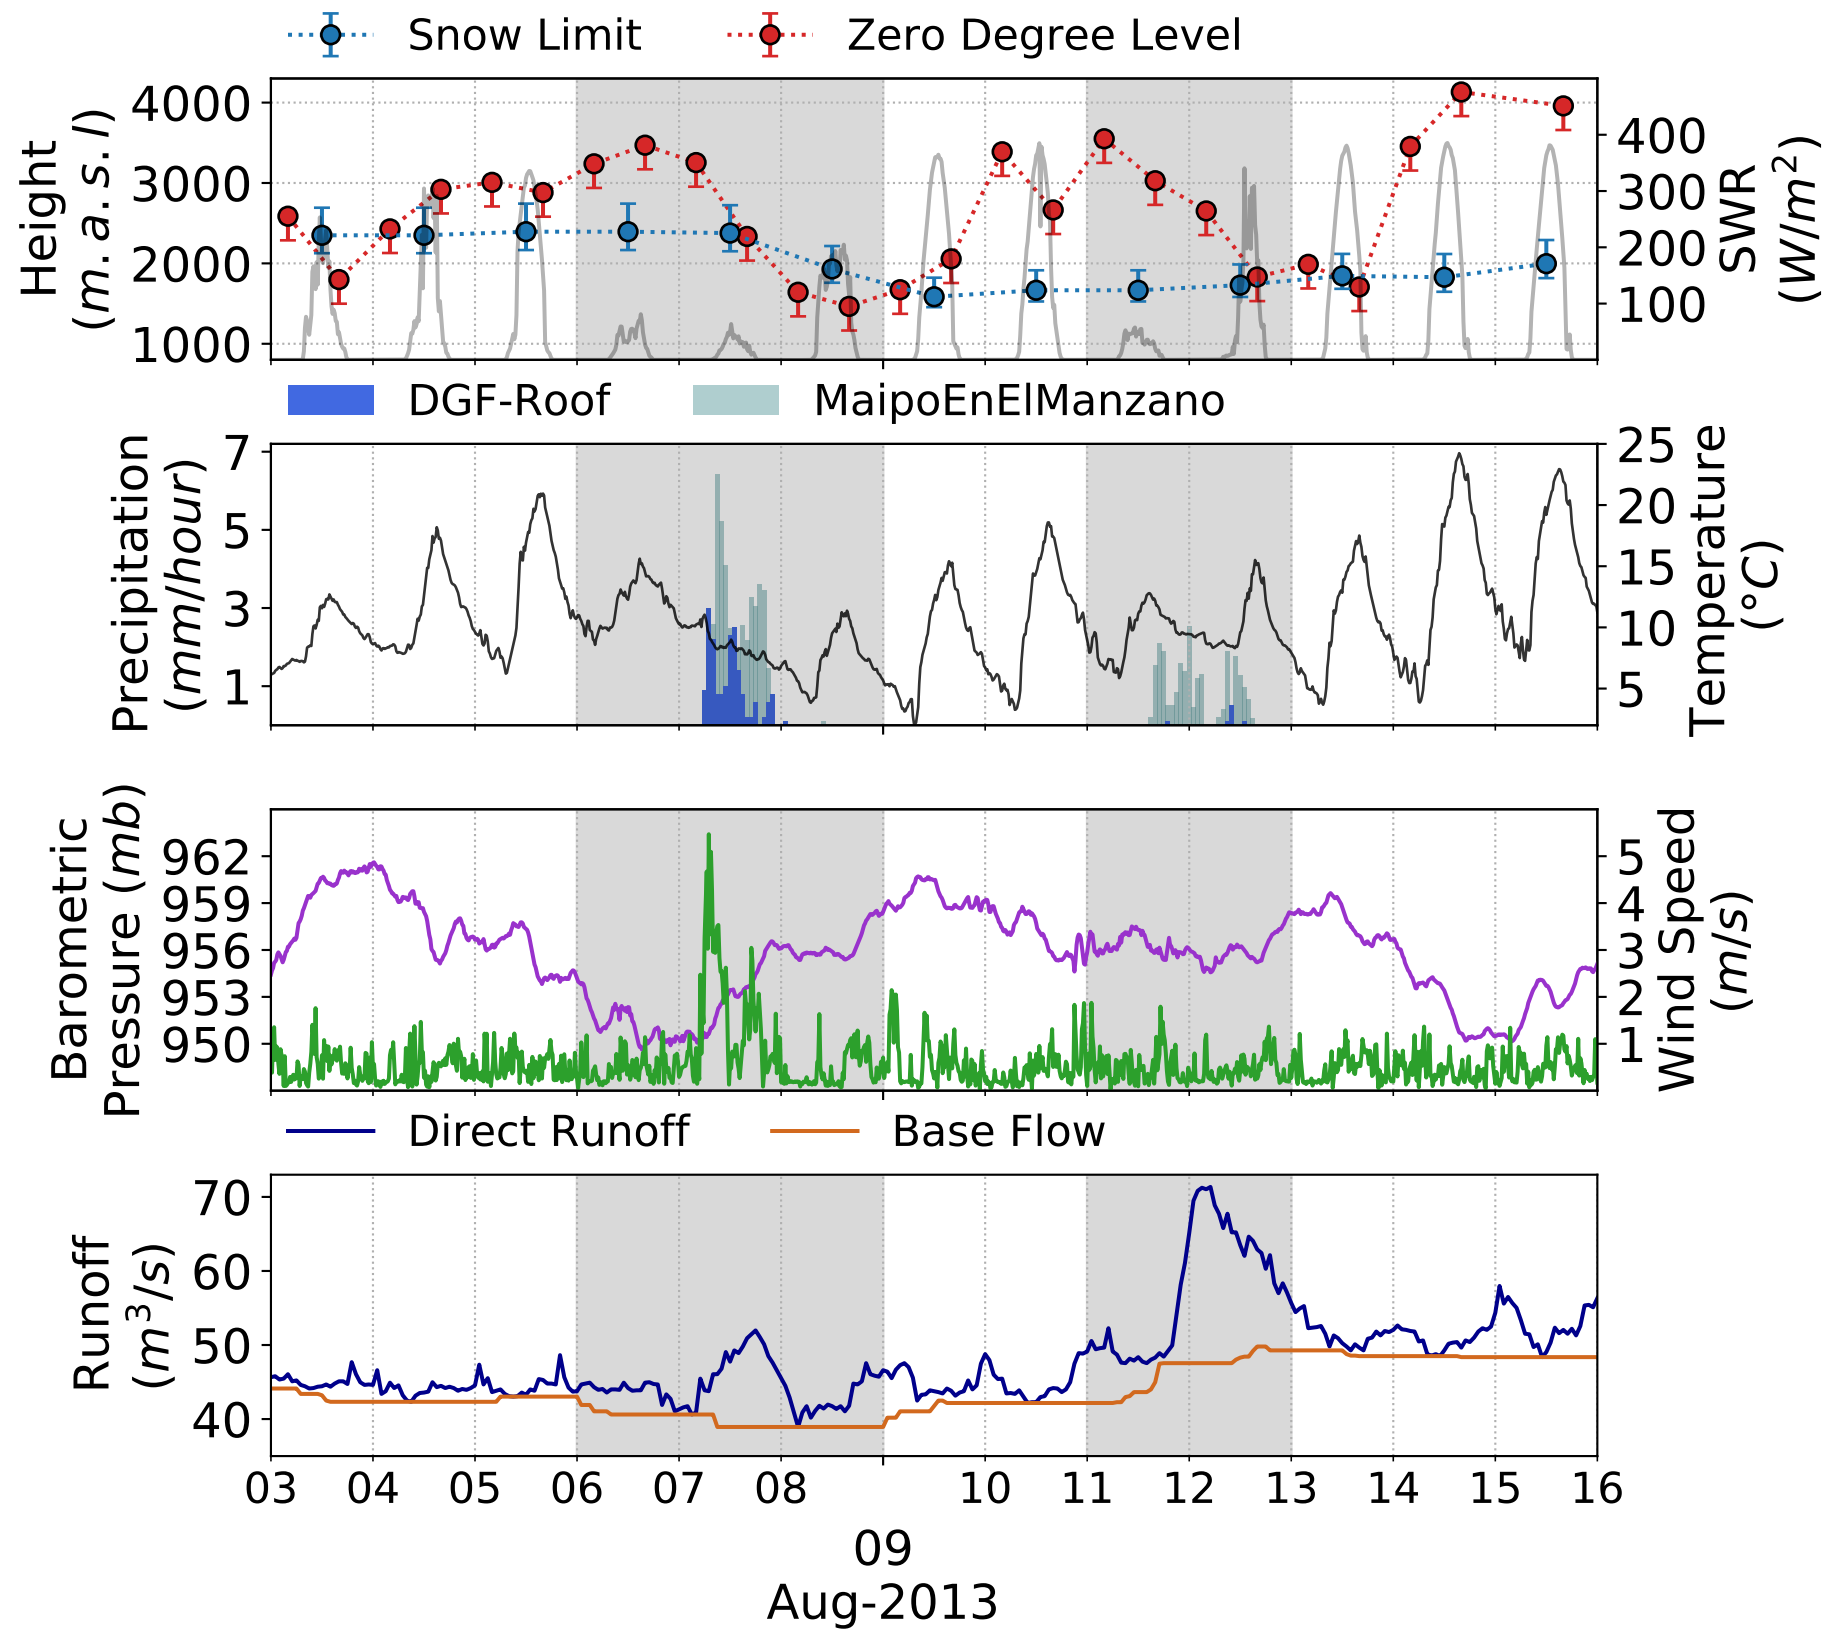 Snow Limit Zero Degree Level
Height
(m.a.s.l)
4000
3000
2000
1000
400
300
200
100
SWR
(W/m²)
DGF-Roof MaipoEnElManzano
Precipitation
(mm/hour)
7
5
3
1
25
20
15
10
5
Temperature
(°C)
Barometric
Pressure (mb)
962
959
956
953
950
5
4
3
2
1
Wind Speed
(m/s)
Direct Runoff Base Flow
Runoff
(m³/s)
70
60
50
40
03 04 05 06 07 08 10 11 12 13 14 15 16
09
Aug-2013